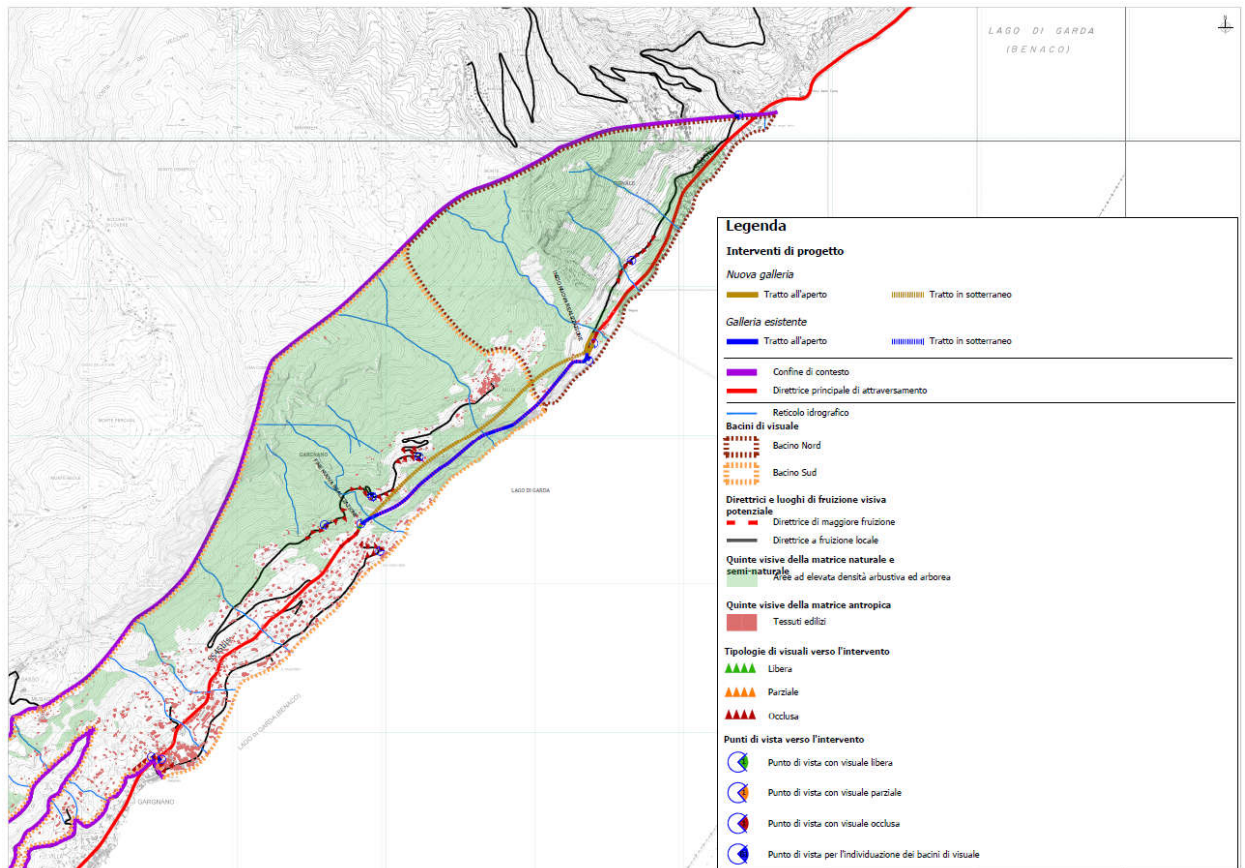 LAGO DI GARDA
(BENACO)
GARGNANO
LAGO DI GARDA
LAGO DI GARDA (BENACO)
GARGNANO
Legenda
Interventi di progetto
Nuova galleria
Tratto all'aperto
Tratto in sotterraneo
Galleria esistente
Tratto all'aperto
Tratto in sotterraneo
Confine di contesto
Direttrice principale di attraversamento
Reticolo idrografico
Bacini di visuale
Bacino Nord
Bacino Sud
Direttrici e luoghi di fruizione visiva
potenziale
Direttrice di maggiore fruizione
Direttrice a fruizione locale
Quinte visive della matrice naturale e
semi-naturale
Aree ad elevata densità arbustiva ed arborea
Quinte visive della matrice antropica
Tessuti edilizi
Tipologie di visuali verso l'intervento
Libera
Parziale
Occlusa
Punti di vista verso l'intervento
Punto di vista con visuale libera
Punto di vista con visuale parziale
Punto di vista con visuale occlusa
Punto di vista per l'individuazione dei bacini di visuale